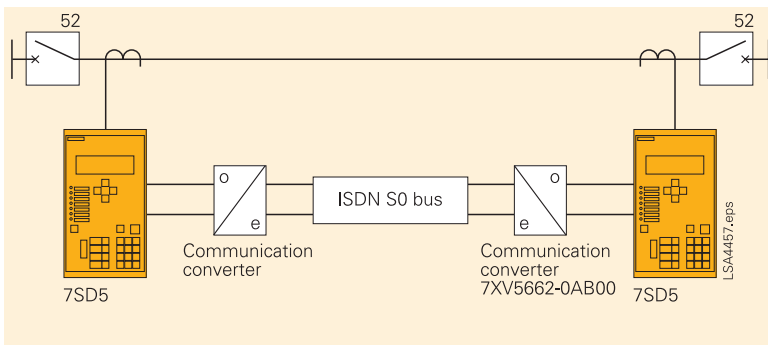 52
52
o
e
ISDN S0 bus
o
e
Communication
converter
Communication
converter
7XV5662-0AB00
7SD5
7SD5
LSA4457.eps